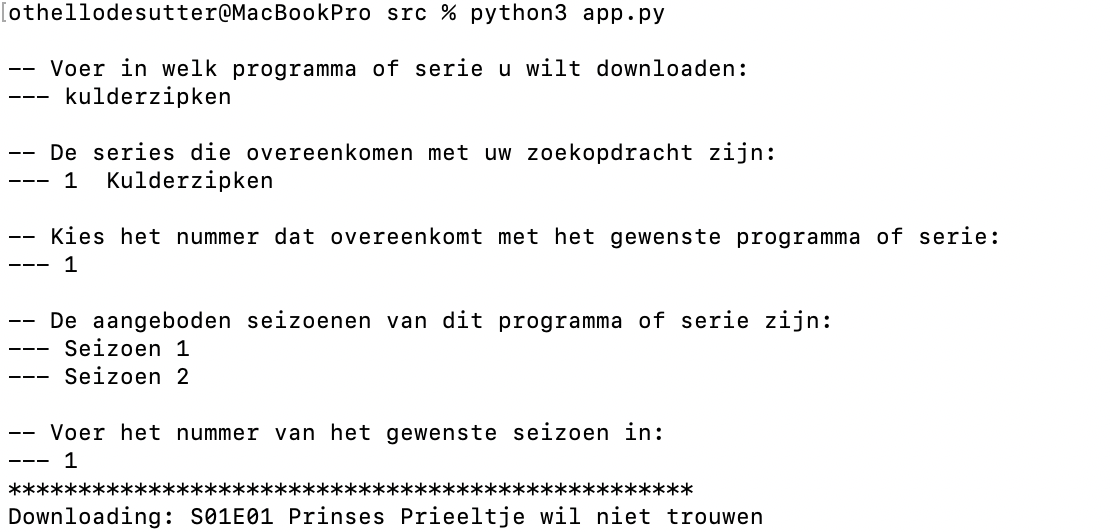 [othellodesutter@MacBookPro src % python3 app.py
-- Voer in welk programma of serie u wilt downloaden:
--- kulderzipken
-- De series die overeenkomen met uw zoekopdracht zijn:
--- 1  Kulderzipken
-- Kies het nummer dat overeenkomt met het gewenste programma of serie:
--- 1
-- De aangeboden seizoenen van dit programma of serie zijn:
--- Seizoen 1
--- Seizoen 2
-- Voer het nummer van het gewenste seizoen in:
--- 1
*************************************************
Downloading: S01E01 Prinses Prieeltje wil niet trouwen